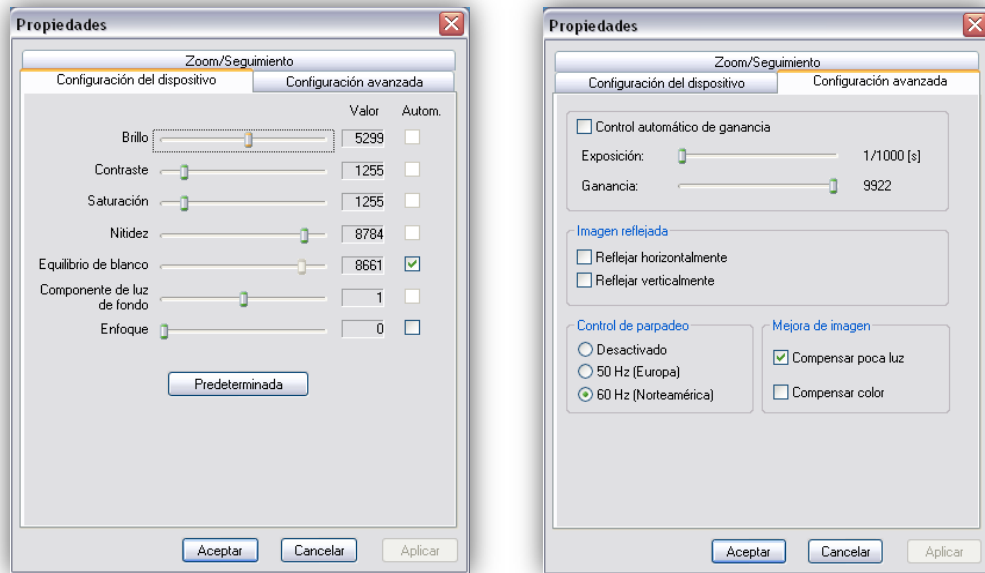 Propiedades
Zoom/Seguimiento
Configuración del dispositivo
Configuración avanzada
Valor Autom.
Brillo 5299
Contraste 1255
Saturación 1255
Nitidez 8784
Equilibrio de blanco 8661
Componente de luz
de fondo 1
Enfoque 0
Predeterminada
Aceptar Cancelar Aplicar
Propiedades
Zoom/Seguimiento
Configuración del dispositivo
Configuración avanzada
Control automático de ganancia
Exposición: 1/1000 [s]
Ganancia: 9922
Imagen reflejada
Reflejar horizontalmente
Reflejar verticalmente
Control de parpadeo
Desactivado
50 Hz (Europa)
60 Hz (Norteamérica)
Mejora de imagen
Compensar poca luz
Compensar color
Aceptar Cancelar Aplicar